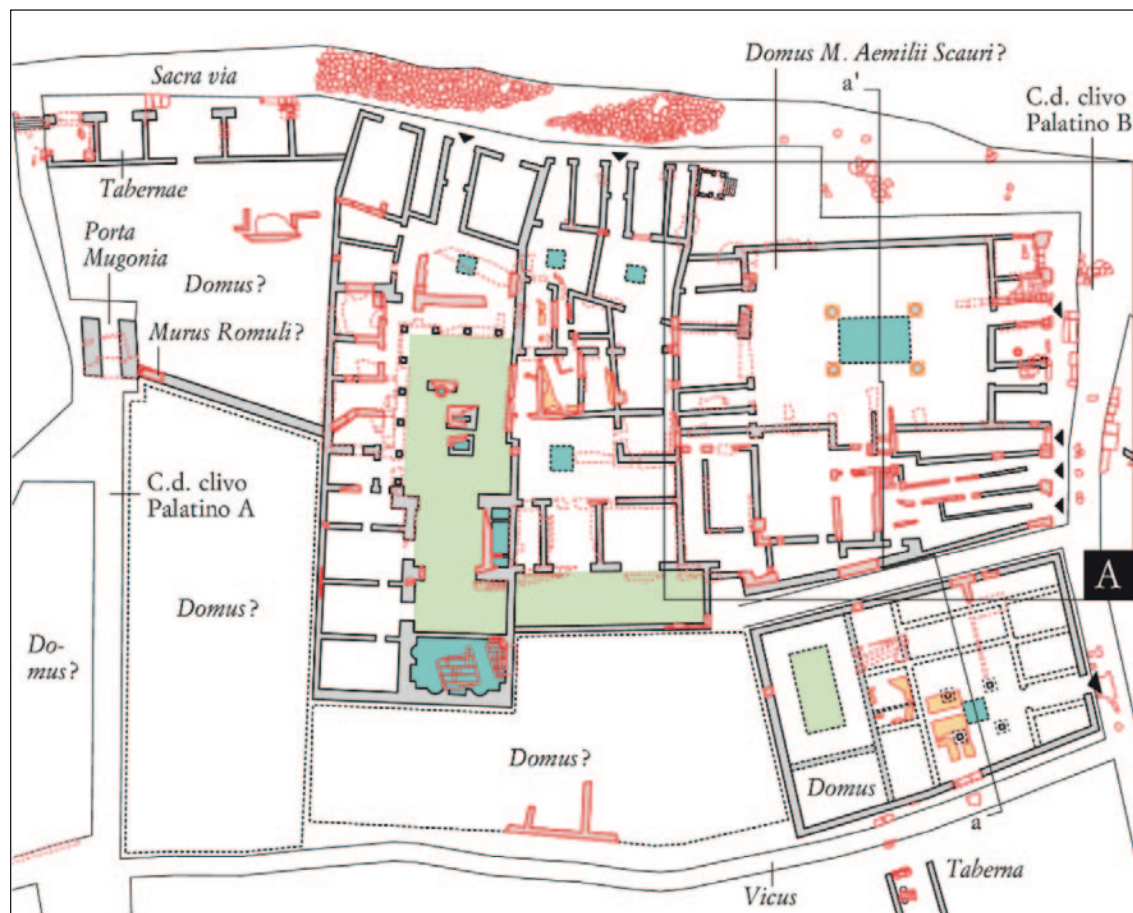 Sacra via
Domus M. Aemilii Scauri?
a'
C.d. clivo
Palatino B
Tabernae
Porta
Mugonia
Domus?
Murus Romuli?
C.d. clivo
Palatino A
A
Domus?
Do-
mus?
Domus?
Domus
a
Vicus
Taberna